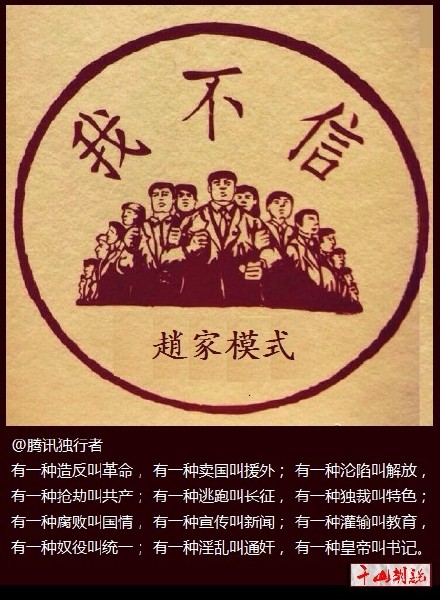 我不信
趙家模式
@腾讯独行者
有一种造反叫革命，有一种卖国叫援外；有一种沦陷叫解放，
有一种抢劫叫共产；有一种逃跑叫长征，有一种独裁叫特色；
有一种腐败叫国情，有一种宣传叫新闻；有一种灌输叫教育，
有一种奴役叫统一；有一种淫乱叫通奸，有一种皇帝叫书记。